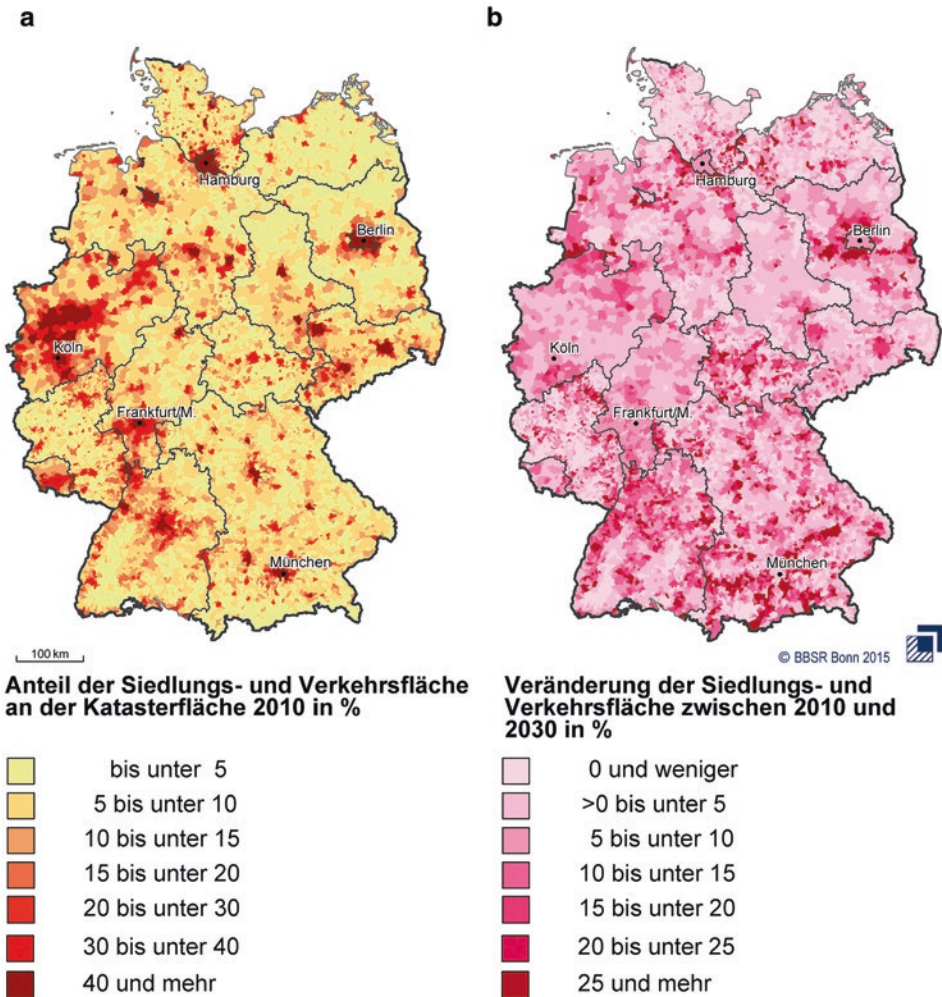 a
Hamburg
Berlin
Köln
Frankfurt/M.
München
100 km
Anteil der Siedlungs- und Verkehrsfläche
an der Katasterfläche 2010 in %
bis unter 5
5 bis unter 10
10 bis unter 15
15 bis unter 20
20 bis unter 30
30 bis unter 40
40 und mehr
b
Hamburg
Berlin
Köln
Frankfurt/M.
München
© BBSR Bonn 2015
Veränderung der Siedlungs- und
Verkehrsfläche zwischen 2010 und
2030 in %
0 und weniger
>0 bis unter 5
5 bis unter 10
10 bis unter 15
15 bis unter 20
20 bis unter 25
25 und mehr